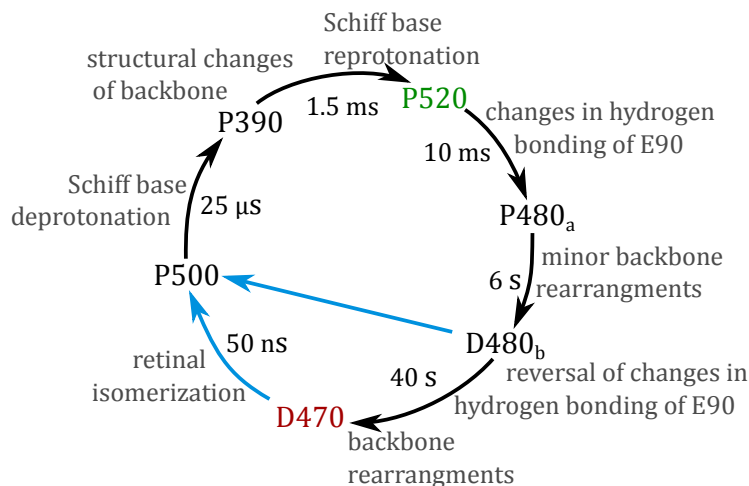 Schiff base
reprotonation
structural changes
of backbone
P390
1.5 ms
P520
changes in hydrogen
bonding of E90
10 ms
Schiff base
deprotonation
25 µs
P480a
minor backbone
rearrangments
6 s
P500
D480b
50 ns
retinal
isomerization
40 s
reversal of changes in
hydrogen bonding of E90
D470
backbone
rearrangments